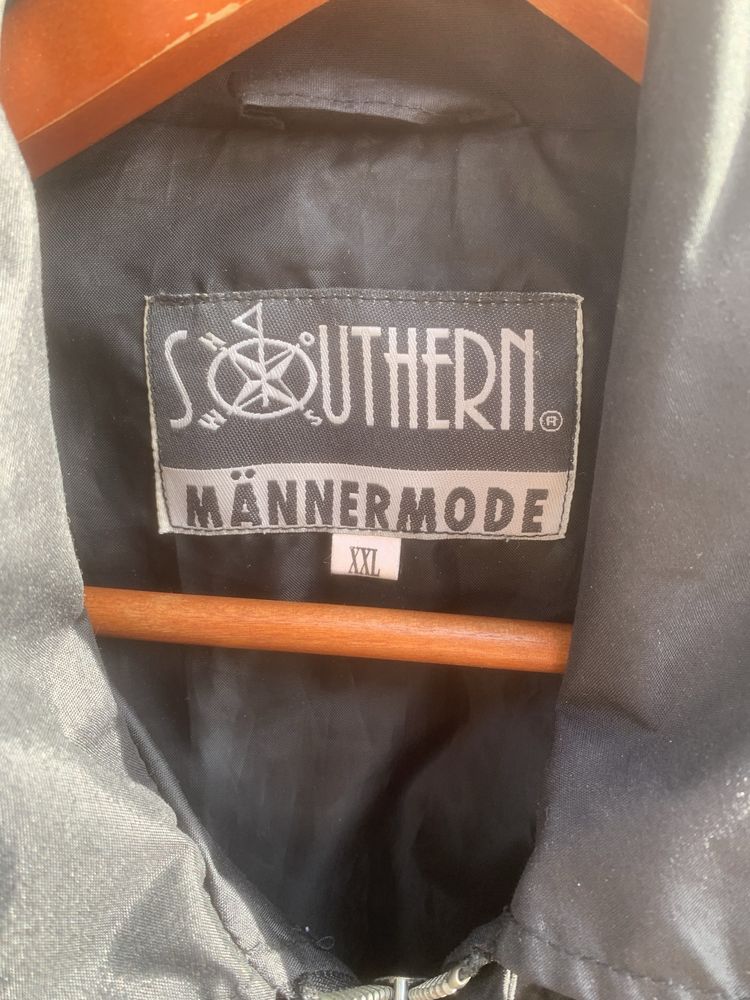 SOUTHERN®
N O W S
MÄNNERMODE
XXL